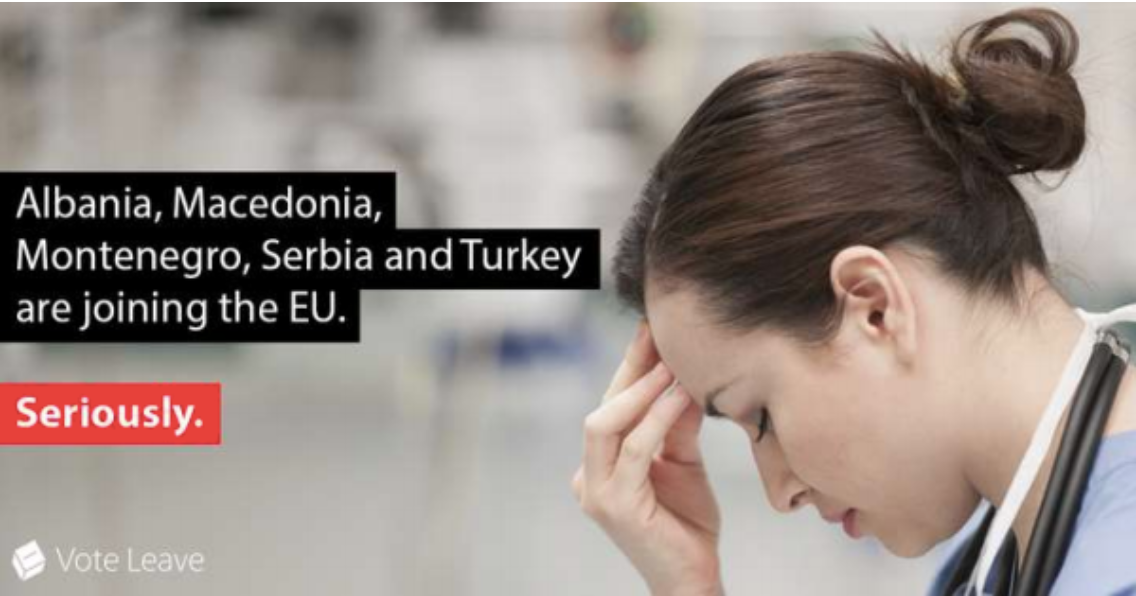 Albania, Macedonia,
Montenegro, Serbia and Turkey
are joining the EU.
Seriously.
Vote Leave